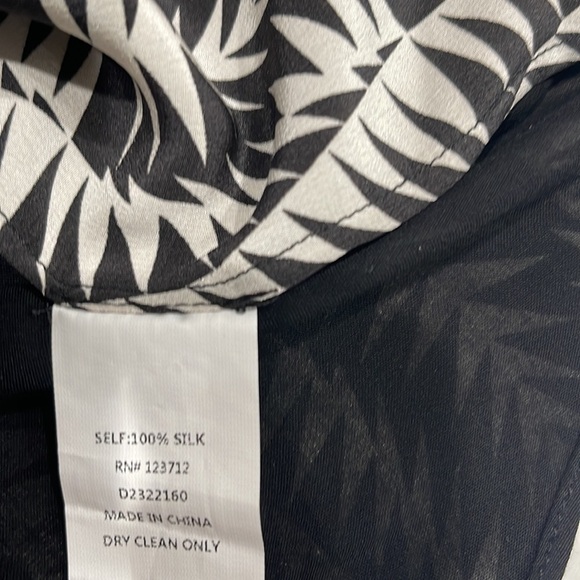 SELF:100% SILK
RN# 123712
D2322160
MADE IN CHINA
DRY CLEAN ONLY